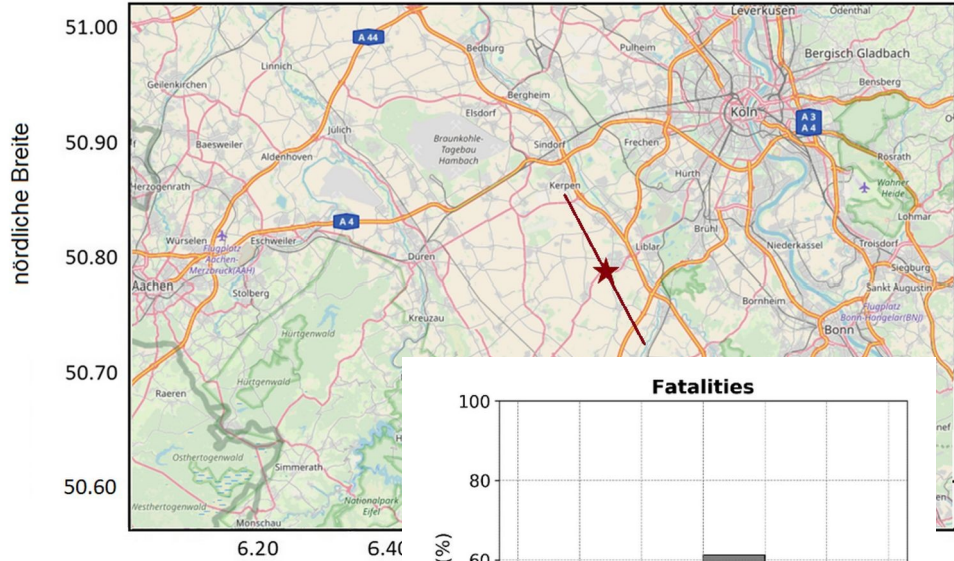 51.00
50.90
50.80
50.70
50.60
nördliche Breite
6.20
6.40
Leverkusen
Odenthal
A 44
Bedburg
Pulheim
Bergisch Gladbach
Linnich
Geilenkirchen
Bensberg
Bergheim
Elsdorf
Köln
A 3
A 4
Jülich
Braunkohle-
Tagebau
Hambach
Baesweiler
Aldenhoven
Sindorf
Frechen
Rösrath
Herzogenrath
Kerpen
Hürth
Wahner
Heide
Lohmar
A 4
Würselen
Eschweiler
Flugplatz
Aachen-
Merzbrück(AAH)
Düren
Liblar
Brühl
Niederkassel
Troisdorf
Siegburg
Aachen
Stolberg
Sankt Augustin
Bornheim
Flugplatz
Bonn-Hangelar(BNJ)
Kreuzau
Bonn
Hürtgenwald
Hürtgenwald
Raeren
Osthertogenwald
Simmerath
Westhertogenwald
Nationalpark
Eifel
Monschau
Fatalities
100
80
60
(%)